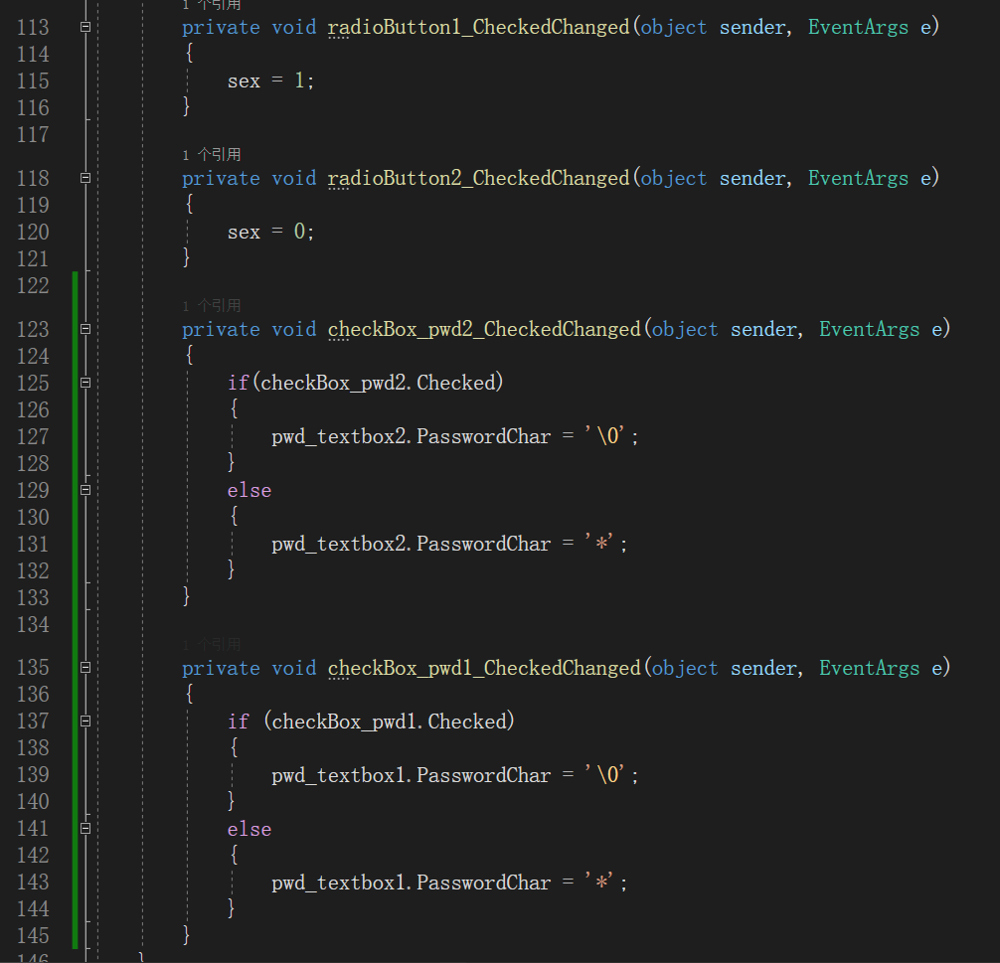 1 个引用
113 private void radioButton1_CheckedChanged(object sender, EventArgs e)
114 {
115 sex = 1;
116 }
117
1 个引用
118 private void radioButton2_CheckedChanged(object sender, EventArgs e)
119 {
120 sex = 0;
121 }
122
1 个引用
123 private void checkBox_pwd2_CheckedChanged(object sender, EventArgs e)
124 {
125 if(checkBox_pwd2.Checked)
126 {
127 pwd_textbox2.PasswordChar = '\0';
128 }
129 else
130 {
131 pwd_textbox2.PasswordChar = '*';
132 }
133 }
134
1 个引用
135 private void checkBox_pwd1_CheckedChanged(object sender, EventArgs e)
136 {
137 if (checkBox_pwd1.Checked)
138 {
139 pwd_textbox1.PasswordChar = '\0';
140 }
141 else
142 {
143 pwd_textbox1.PasswordChar = '*';
144 }
145 }
146 }